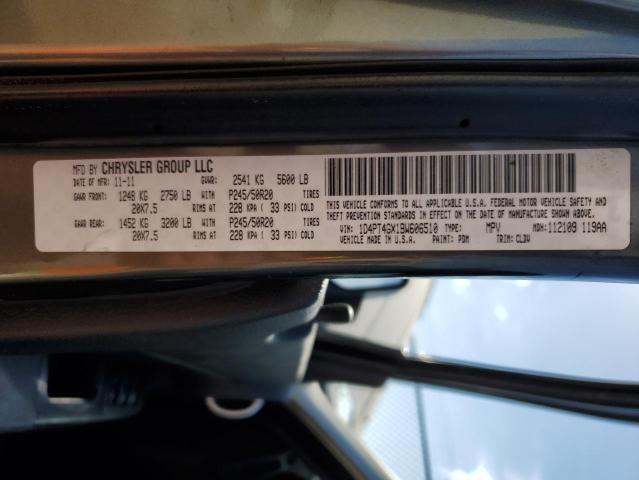 MFD BY CHRYSLER GROUP LLC
DATE OF MFR 11-11 GVWR: 2541 KG 5600 LB
GAWR FRONT: 1248 KG 2750 LB WITH P245/50R20 TIRES
20X7.5 RIMS AT 228 KPA ( 33 PSI) COLD
GAWR REAR: 1452 KG 3200 LB WITH P245/50R20 TIRES
20X7.5 RIMS AT 228 KPA ( 33 PSI) COLD
THIS VEHICLE CONFORMS TO ALL APPLICABLE U.S.A. FEDERAL MOTOR VEHICLE SAFETY AND
THEFT PREVENTION STANDARDS IN EFFECT ON THE DATE OF MANUFACTURE SHOWN ABOVE.
VIN: 1D4PT4GX1BW606510 TYPE: MPV MDH: 112109 119AA
VEHICLE MADE IN U.S.A. PAINT: PDM TRIM: CLDV